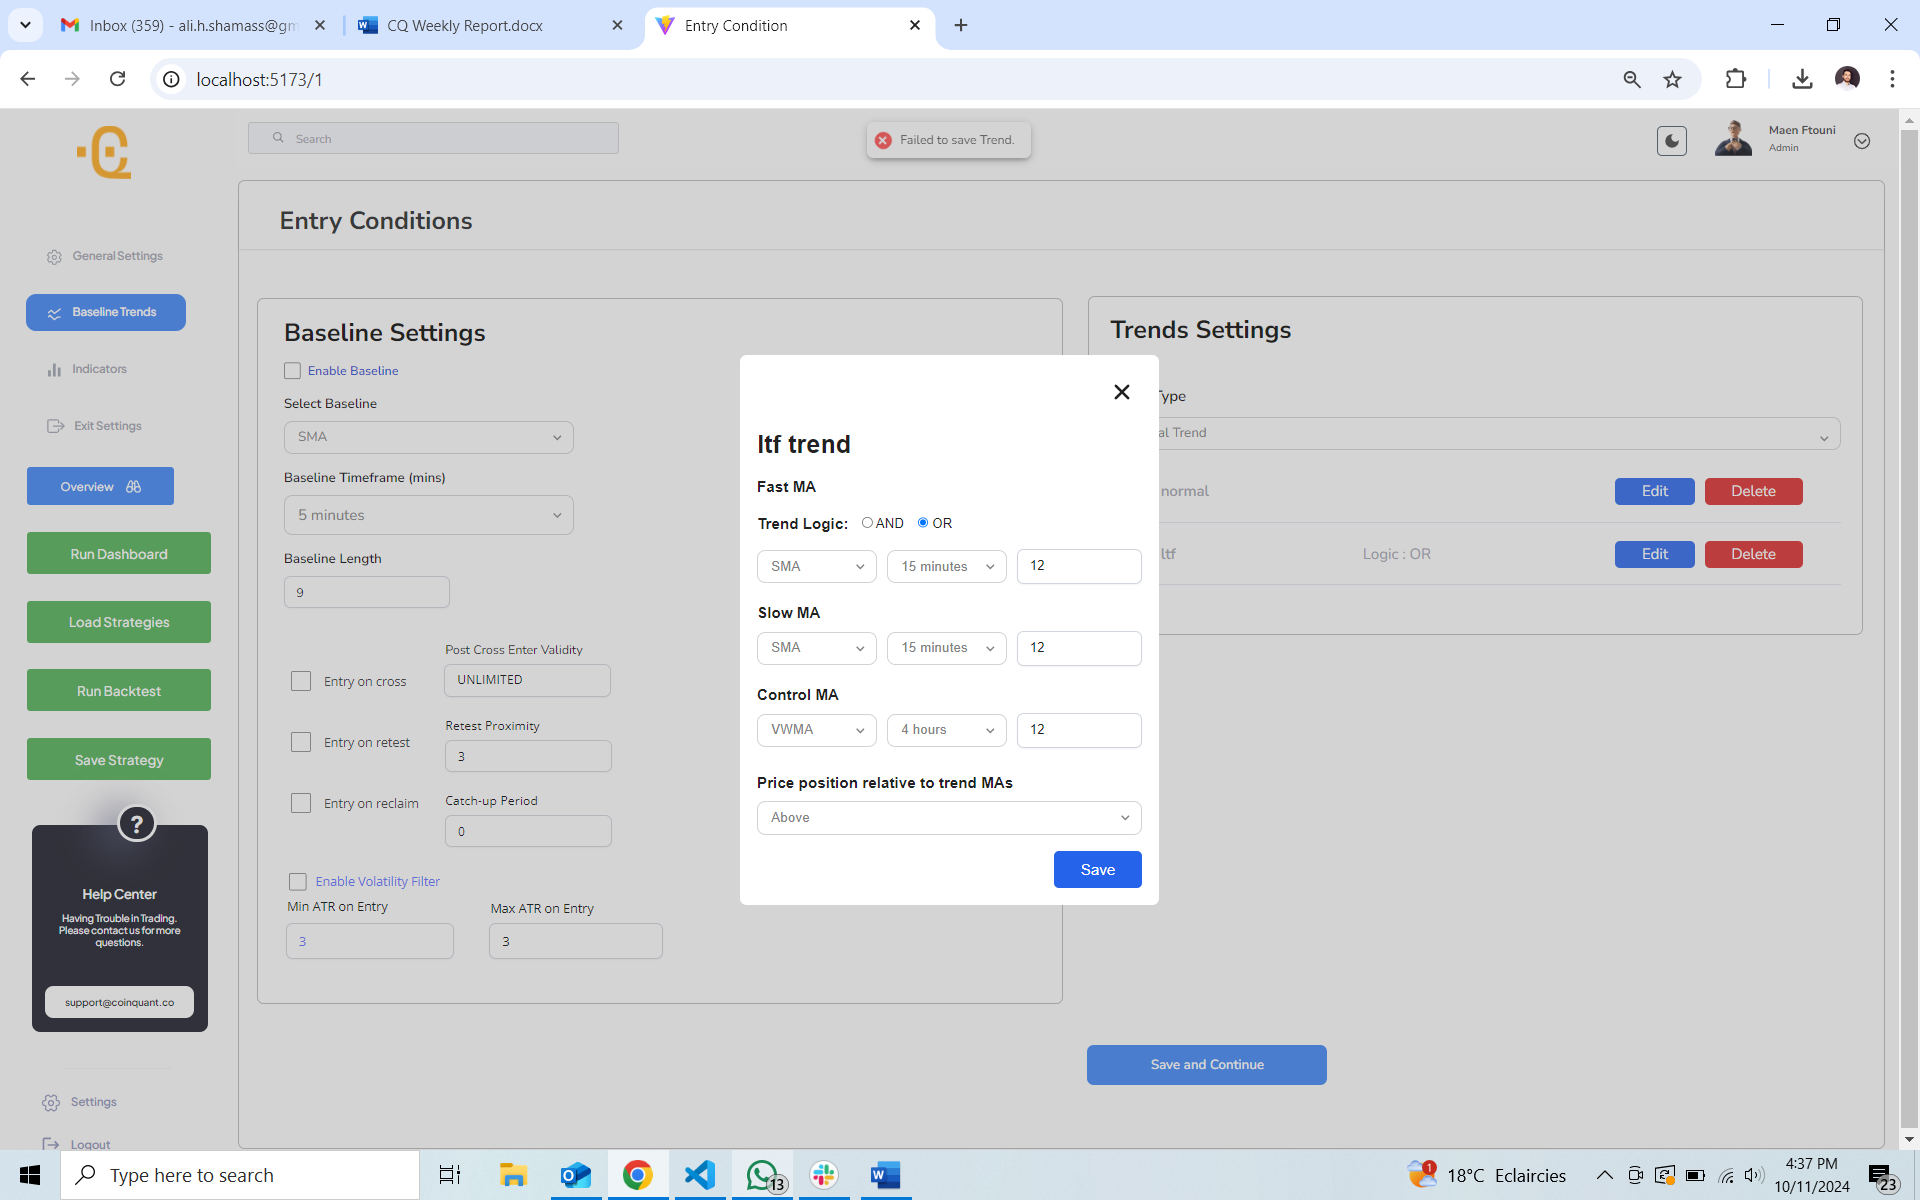 Inbox (359) - ali.h.shamass@gm
CQ Weekly Report.docx
Entry Condition
localhost:5173/1
Search
Failed to save Trend.
Maen Ftouni
Admin
General Settings
Baseline Trends
Indicators
Exit Settings
Overview
Run Dashboard
Load Strategies
Run Backtest
Save Strategy
?
Help Center
Having Trouble in Trading.
Please contact us for more
questions.
support@coinquant.co
Settings
Logout
Entry Conditions
Baseline Settings
Enable Baseline
Select Baseline
SMA
Baseline Timeframe (mins)
5 minutes
Baseline Length
9
Post Cross Enter Validity
Entry on cross
UNLIMITED
Retest Proximity
Entry on retest
3
Catch-up Period
Entry on reclaim
0
Enable Volatility Filter
Min ATR on Entry
Max ATR on Entry
3
3
ltf trend
Fast MA
Trend Logic: AND OR
SMA
15 minutes
12
Slow MA
SMA
15 minutes
12
Control MA
VWMA
4 hours
12
Price position relative to trend MAs
Above
Save
Trends Settings
Type
al Trend
normal
Edit
Delete
ltf
Logic : OR
Edit
Delete
Save and Continue
Type here to search
13
1
18°C Eclaircies
4:37 PM
10/11/2024
23